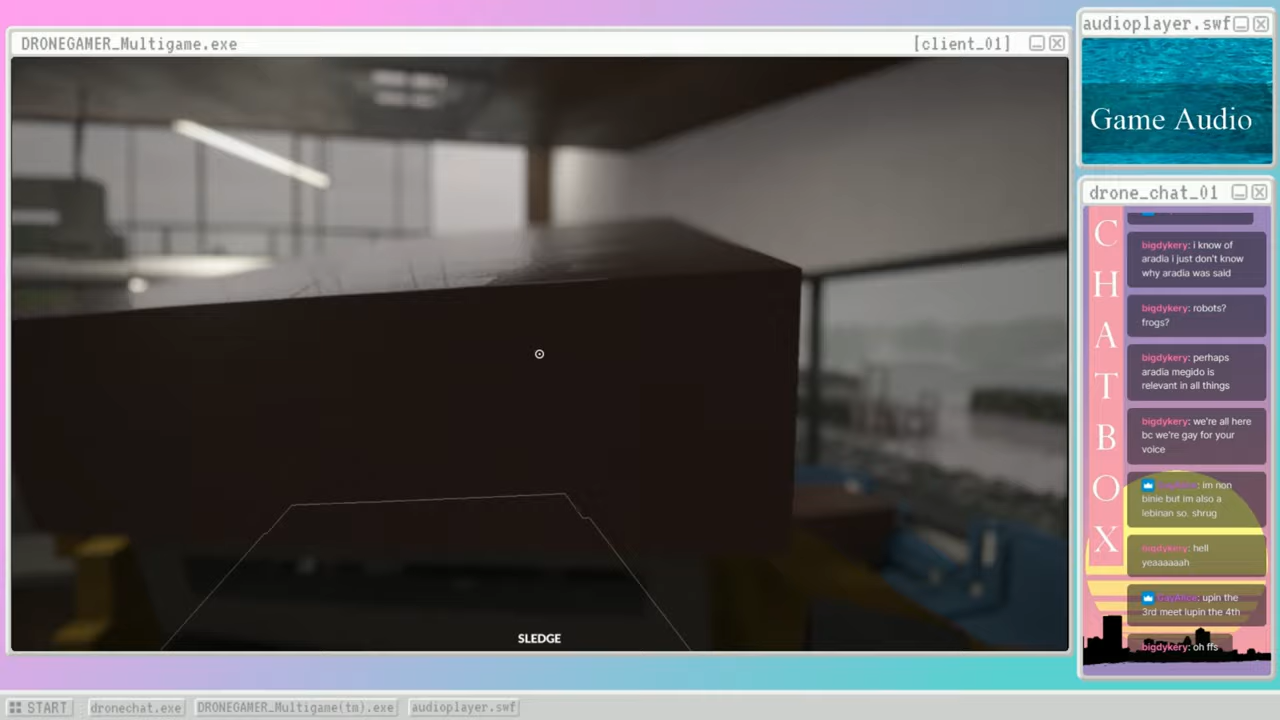 DRONEGAMER_Multigame.exe
[client_01]
SLEDGE
audioplayer.swf
Game Audio
drone_chat_01
CHATBOX
bigdykery: i know of
aradia i just don't know
why aradia was said
bigdykery: robots?
frogs?
bigdykery: perhaps
aradia megido is
relevant in all things
bigdykery: we're all here
bc we're gay for your
voice
: im non
binie but im also a
lebinan so. shrug
bigdykery: hell
yeaaaaaah
: upin the
3rd meet lupin the 4th
bigdykery: oh ffs
START
dronechat.exe
DRONEGAMER_Multigame(tm).exe
audioplayer.swf